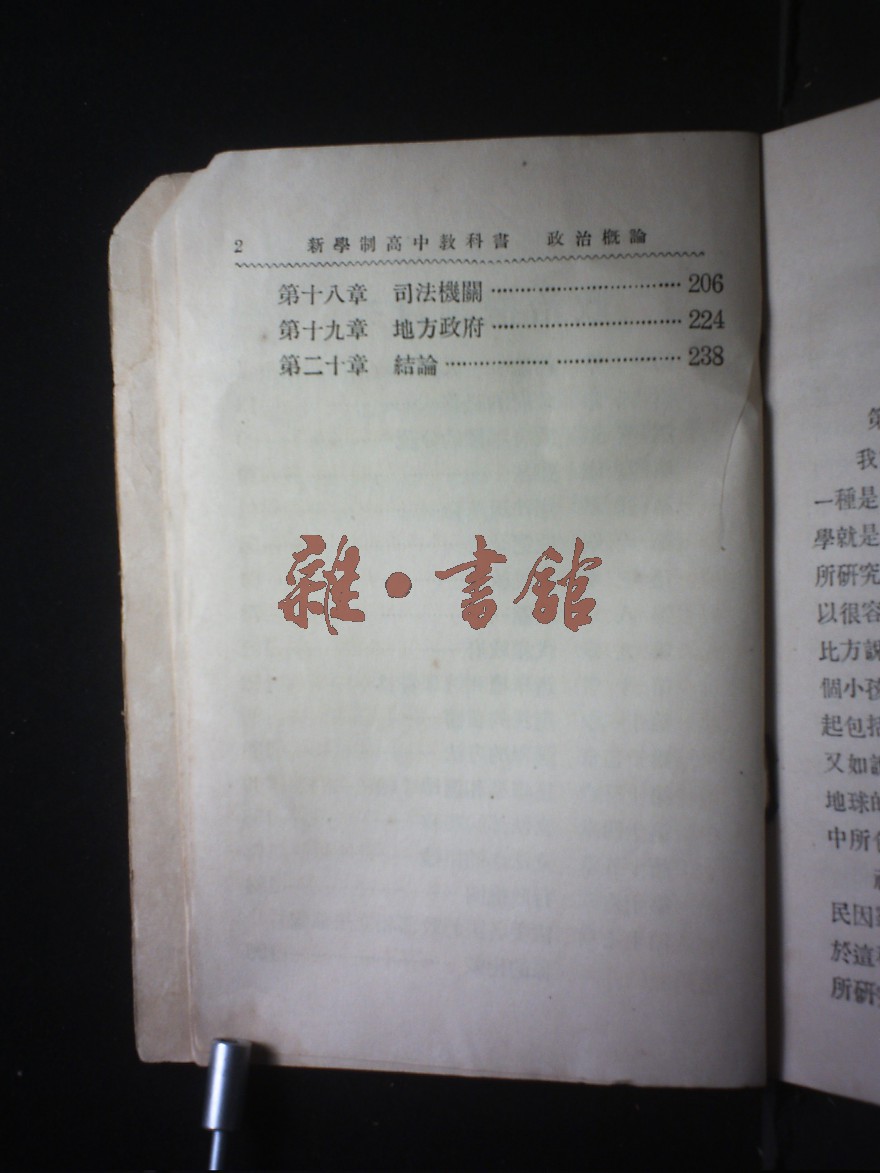 2 新學制高中教科書 政治概論
第十八章 司法機關 206
第十九章 地方政府 224
第二十章 結論 238
雜·書館
第
我
一種是
學就是
所研究
以很容
比方說
個小孩
起包括
又如說
地球的
中所包
民因
於這
所研究